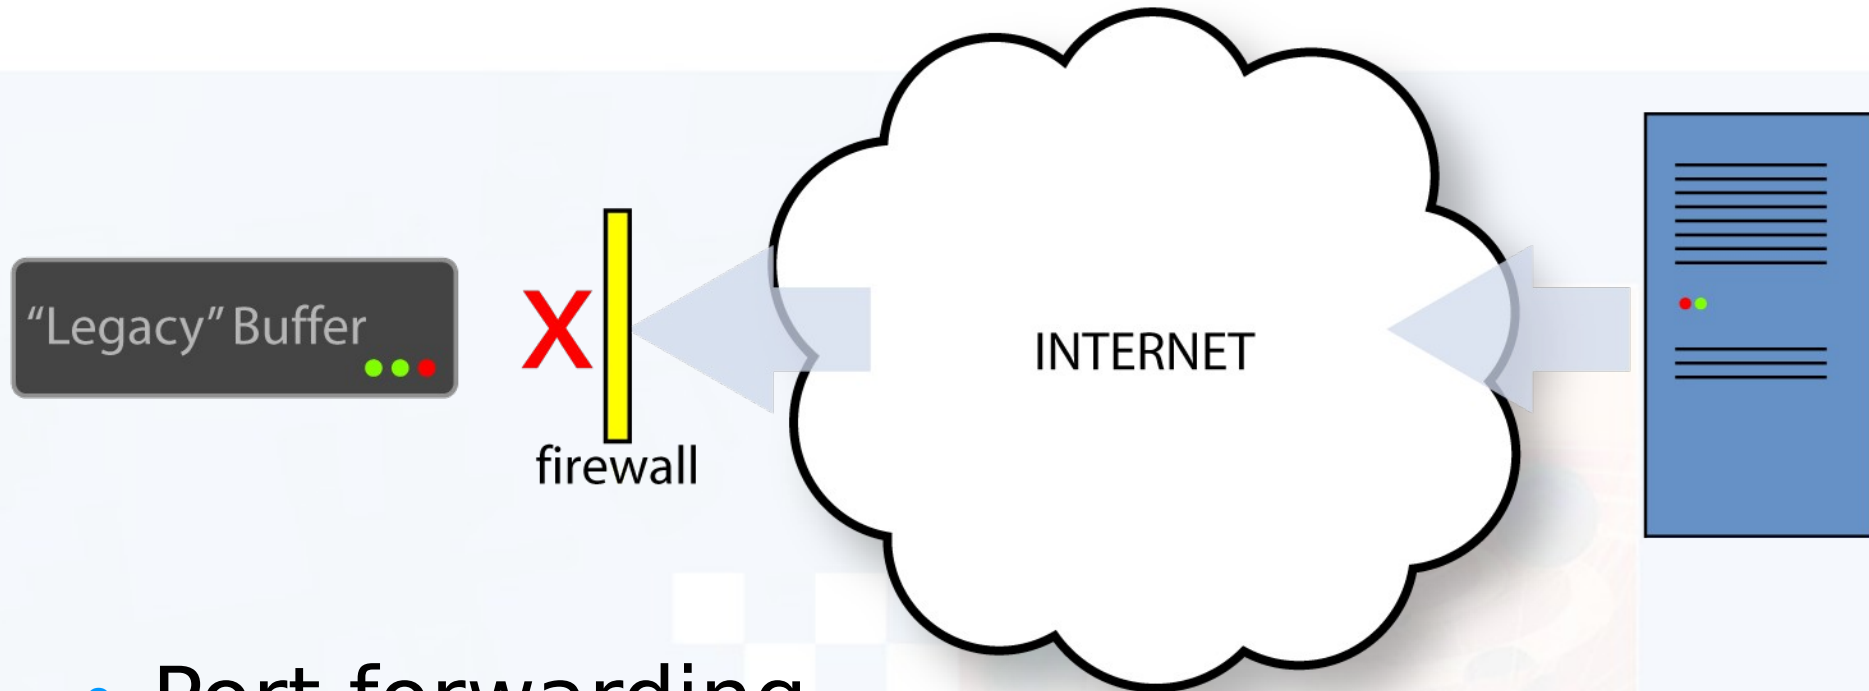 “Legacy” Buffer
X
firewall
INTERNET
Port forwarding